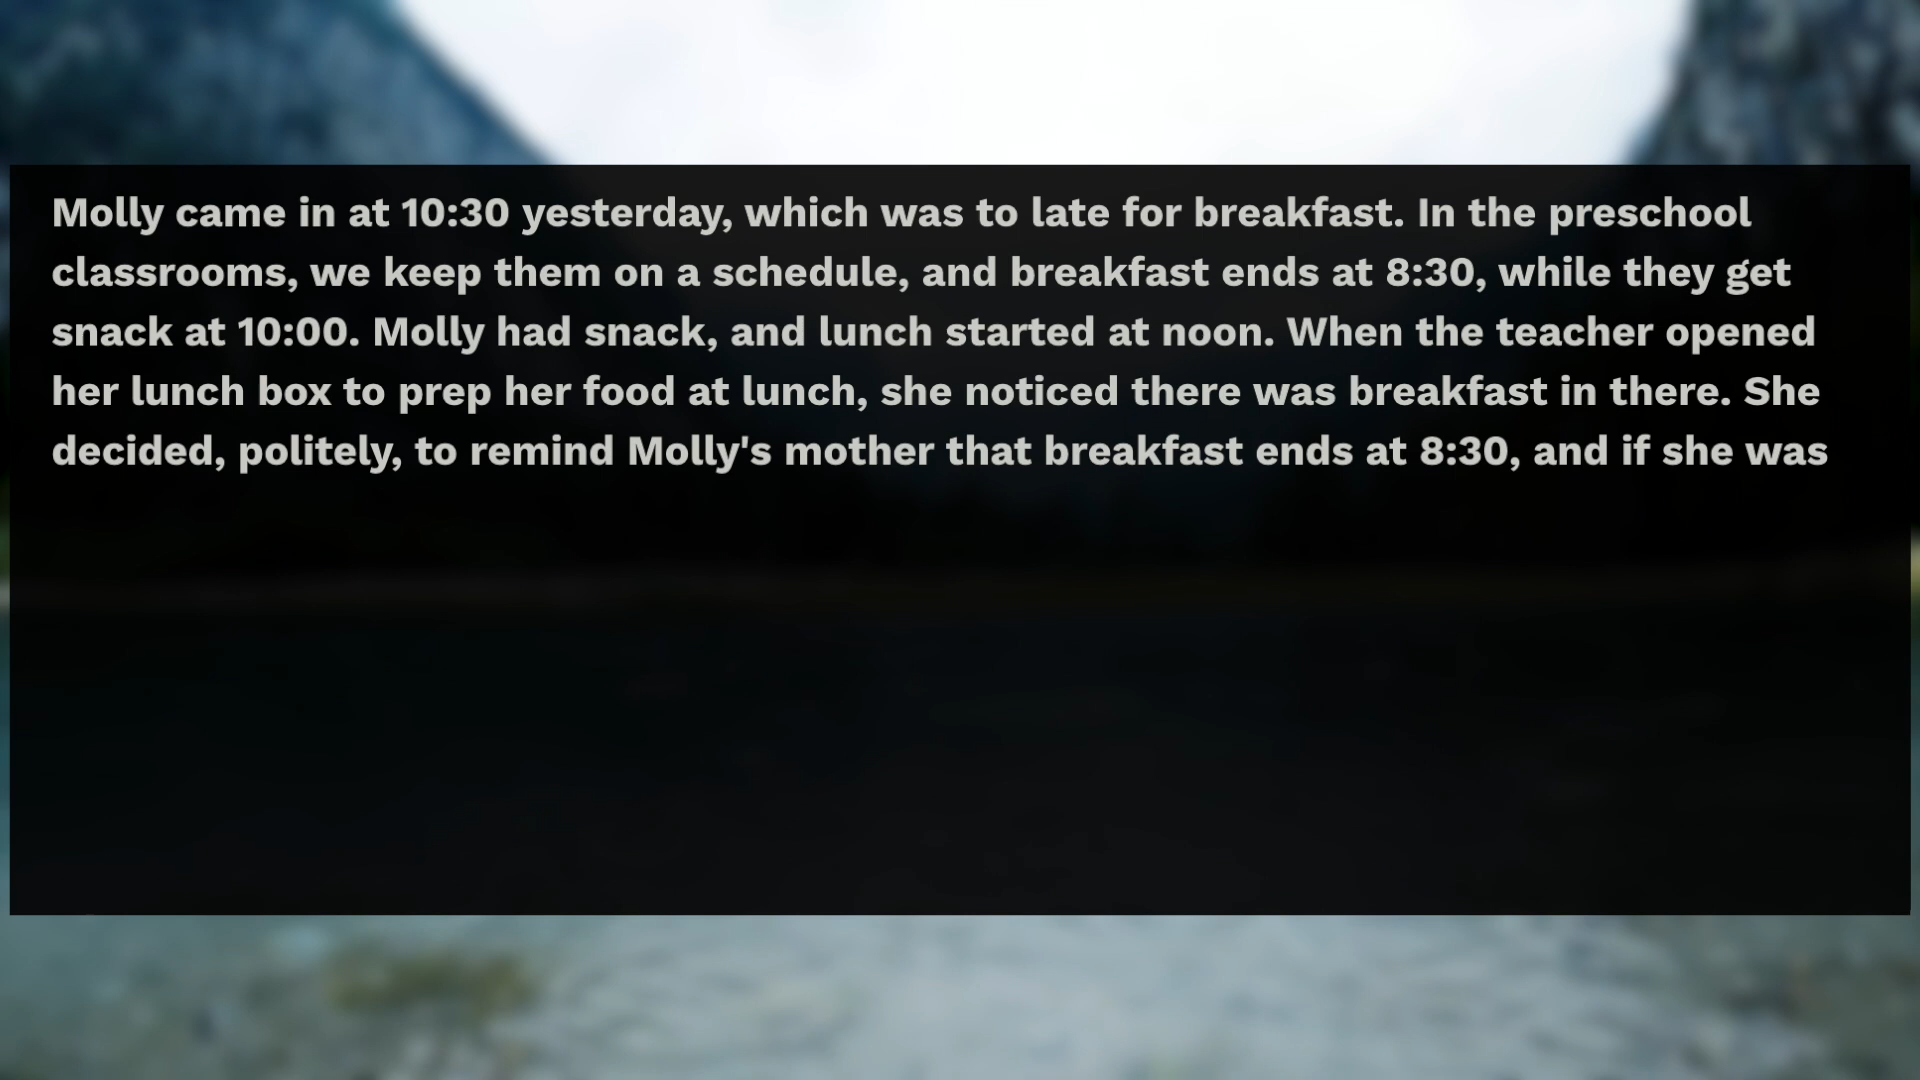 Molly came in at 10:30 yesterday, which was to late for breakfast. In the preschool
classrooms, we keep them on a schedule, and breakfast ends at 8:30, while they get
snack at 10:00. Molly had snack, and lunch started at noon. When the teacher opened
her lunch box to prep her food at lunch, she noticed there was breakfast in there. She
decided, politely, to remind Molly's mother that breakfast ends at 8:30, and if she was